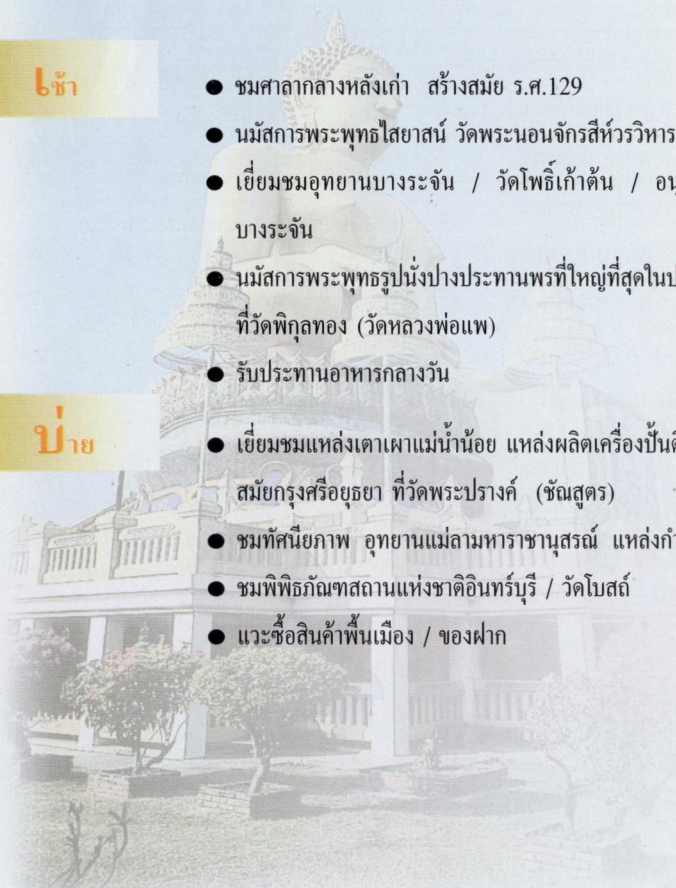 เช้า
● ชมศาลากลางหลังเก่า สร้างสมัย ร.ศ.129
● นมัสการพระพุทธไสยาสน์ วัดพระนอนจักรสีห์วรวิหาร
● เยี่ยมชมอุทยานบางระจัน / วัดโพธิ์เก้าต้น /
บางระจัน
● นมัสการพระพุทธรูปนั่งปางประทานพรที่ใหญ่ที่สุดใน
ที่วัดพิกุลทอง (วัดหลวงพ่อแพ)
● รับประทานอาหารกลางวัน
บ่าย
● เยี่ยมชมแหล่งเตาเผาแม่น้ำน้อย แหล่งผลิตเครื่องปั้น
สมัยกรุงศรีอยุธยา ที่วัดพระปรางค์ (ชัณสูตร)
● ชมทัศนียภาพ อุทยานแม่ลามหาราชานุสรณ์ แหล่ง
● ชมพิพิธภัณฑสถานแห่งชาติอินทร์บุรี / วัดโบสถ์
● แวะซื้อสินค้าพื้นเมือง / ของฝาก